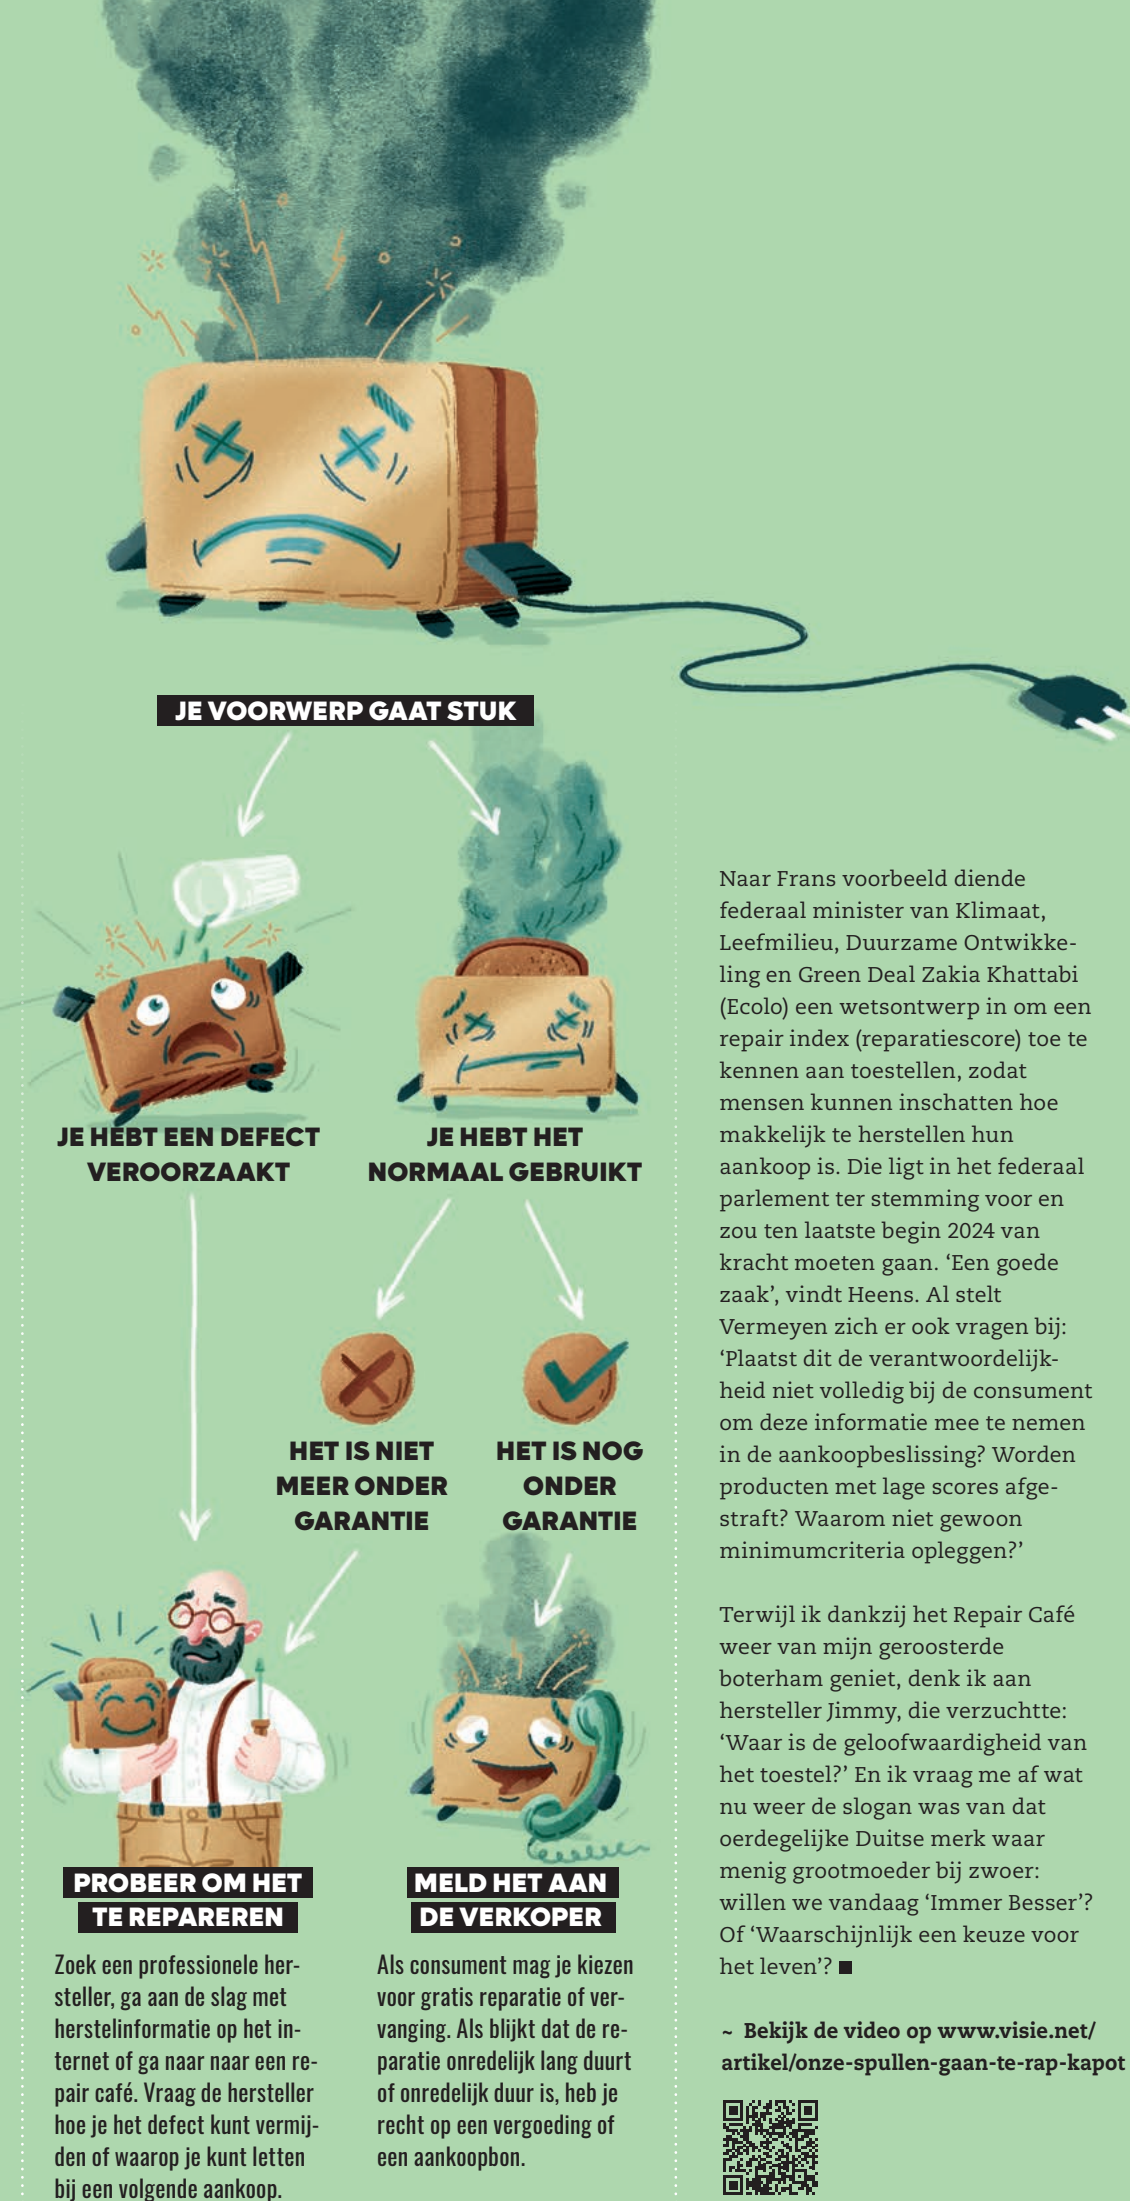 JE VOORWERP GAAT STUK
JE HEBT EEN DEFECT
VEROORZAAKT
JE HEBT HET
NORMAAL GEBRUIKT
HET IS NIET
MEER ONDER
GARANTIE
HET IS NOG
ONDER
GARANTIE
PROBEER OM HET
TE REPAREREN
Zoek een professionele her-
steller, ga aan de slag met
herstelinformatie op het in-
ternet of ga naar naar een re-
pair café. Vraag de hersteller
hoe je het defect kunt vermij-
den of waarop je kunt letten
bij een volgende aankoop.
MELD HET AAN
DE VERKOPER
Als consument mag je kiezen
voor gratis reparatie of ver-
vanging. Als blijkt dat de re-
paratie onredelijk lang duurt
of onredelijk duur is, heb je
recht op een vergoeding of
een aankoopbon.
Naar Frans voorbeeld diende
federaal minister van Klimaat,
Leefmilieu, Duurzame Ontwikke-
ling en Green Deal Zakia Khattabi
(Ecolo) een wetsontwerp in om een
repair index (reparatiescore) toe te
kennen aan toestellen, zodat
mensen kunnen inschatten hoe
makkelijk te herstellen hun
aankoop is. Die ligt in het federaal
parlement ter stemming voor en
zou ten laatste begin 2024 van
kracht moeten gaan. ‘Een goede
zaak’, vindt Heens. Al stelt
Vermeyen zich er ook vragen bij:
‘Plaatst dit de verantwoordelijk-
heid niet volledig bij de consument
om deze informatie mee te nemen
in de aankoopbeslissing? Worden
producten met lage scores afge-
straft? Waarom niet gewoon
minimumcriteria opleggen?’
Terwijl ik dankzij het Repair Café
weer van mijn geroosterde
boterham geniet, denk ik aan
hersteller Jimmy, die verzuchtte:
‘Waar is de geloofwaardigheid van
het toestel?’ En ik vraag me af wat
nu weer de slogan was van dat
oerdegelijke Duitse merk waar
menig grootmoeder bij zwoer:
willen we vandaag ‘Immer Besser’?
Of ‘Waarschijnlijk een keuze voor
het leven’? ■
~ Bekijk de video op www.visie.net/
artikel/onze-spullen-gaan-te-rap-kapot